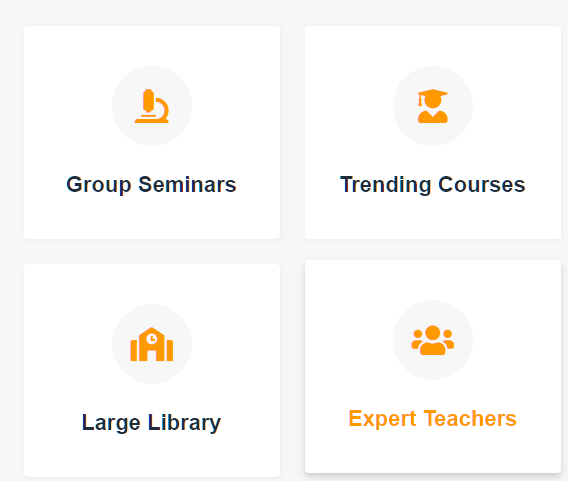 Group Seminars
Trending Courses
Large Library
Expert Teachers